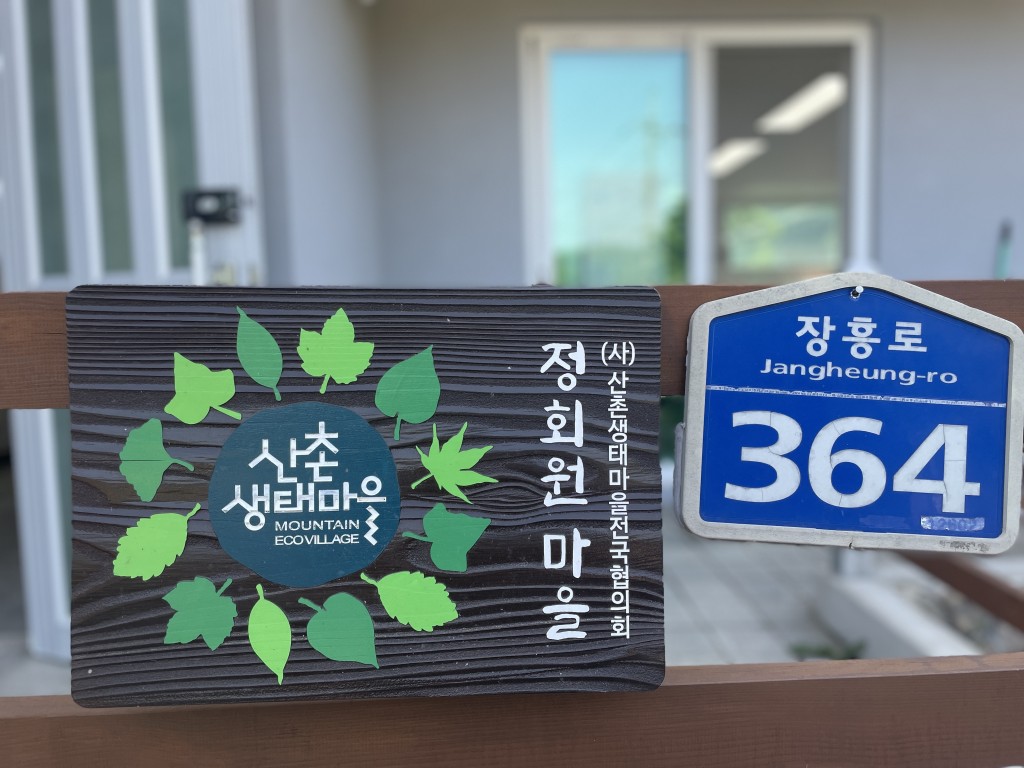 산촌
생태마을
MOUNTAIN
ECOVILLAGE
(사)산촌생태마을전국협의회
정회원 마을
장흥로
Jangheung-ro
364